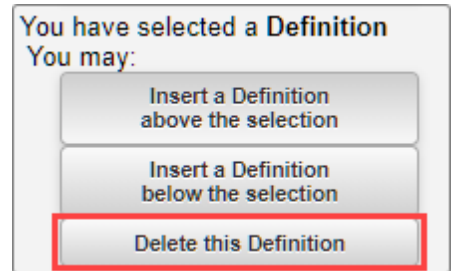 You have selected a Definition
You may:
Insert a Definition
above the selection
Insert a Definition
below the selection
Delete this Definition